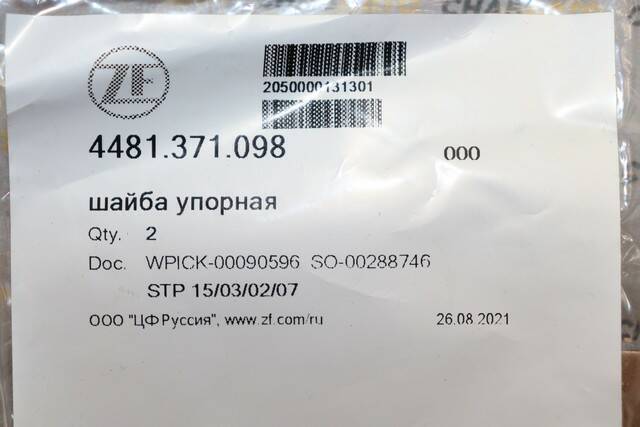 ZF
2050000131301
4481.371.098 000
шайба упорная
Qty. 2
Doc. WPICK-00090596 SO-00288746
STP 15/03/02/07
ООО "ЦФ Руссия", www.zf.com/ru 26.08.2021